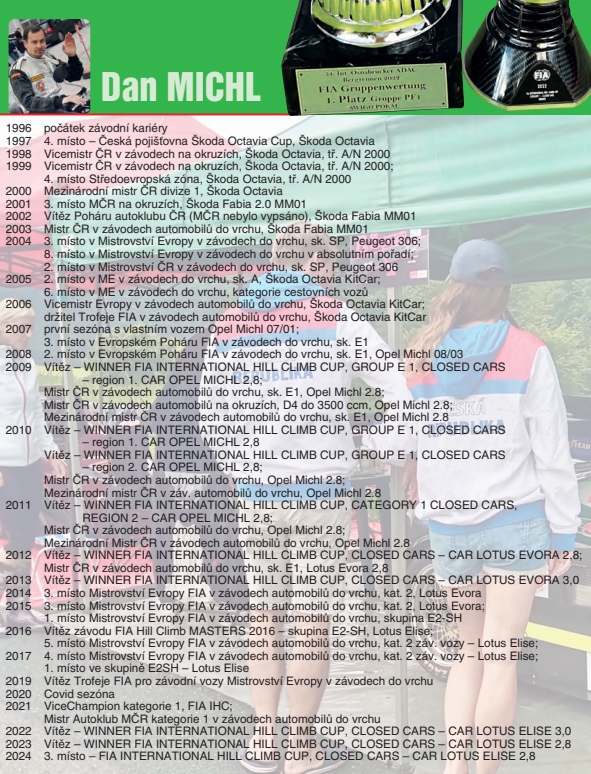 34. Int. Osnabrücker ADAC
Bergrennen 2022
FIA Gruppenwertung
1. Platz Gruppe PF1
AWIGO POKAL
FIA
2022
Dan MICHL
1996 počátek závodní kariéry
1997 4. místo – Česká pojišťovna Škoda Octavia Cup, Škoda Octavia
1998 Vicemistr ČR v závodech na okruzích, Škoda Octavia, tř. A/N 2000
1999 Vicemistr ČR v závodech na okruzích, Škoda Octavia, tř. A/N 2000;
4. místo Středoevropská zóna, Škoda Octavia, tř. A/N 2000
2000 Mezinárodní mistr ČR divize 1, Škoda Octavia
2001 3. místo MČR na okruzích, Škoda Fabia 2.0 MM01
2002 Vítěz Poháru autoklubu ČR (MČR nebylo vypsáno), Škoda Fabia MM01
2003 Mistr ČR v závodech automobilů do vrchu, Škoda Fabia MM01
2004 3. místo v Mistrovství Evropy v závodech do vrchu, sk. SP, Peugeot 306;
8. místo v Mistrovství Evropy v závodech do vrchu v absolutním pořadí;
2. místo v Mistrovství ČR v závodech do vrchu, sk. SP, Peugeot 306
2005 2. místo v ME v závodech do vrchu, sk. A, Škoda Octavia KitCar;
6. místo v ME v závodech do vrchu, kategorie cestovních vozů
2006 Vicemistr Evropy v závodech automobilů do vrchu, Škoda Octavia KitCar;
držitel Trofeje FIA v závodech automobilů do vrchu, Škoda Octavia KitCar
2007 první sezóna s vlastním vozem Opel Michl 07/01;
3. místo v Evropském Poháru FIA v závodech do vrchu, sk. E1
2008 2. místo v Evropském Poháru FIA v závodech do vrchu, sk. E1, Opel Michl 08/03
2009 Vítěz – WINNER FIA INTERNATIONAL HILL CLIMB CUP, GROUP E 1, CLOSED CARS
– region 1. CAR OPEL MICHL 2,8;
Mistr ČR v závodech automobilů do vrchu, sk. E1, Opel Michl 2.8;
Mistr ČR v závodech automobilů na okruzích, D4 do 3500 ccm, Opel Michl 2.8;
Mezinárodní mistr ČR v závodech automobilů do vrchu, sk. E1, Opel Michl 2.8
2010 Vítěz – WINNER FIA INTERNATIONAL HILL CLIMB CUP, GROUP E 1, CLOSED CARS
– region 1. CAR OPEL MICHL 2,8
Vítěz – WINNER FIA INTERNATIONAL HILL CLIMB CUP, GROUP E 1, CLOSED CARS
– region 2. CAR OPEL MICHL 2,8;
Mistr ČR v závodech automobilů do vrchu, Opel Michl 2.8;
Mezinárodní mistr ČR v záv. automobilů do vrchu, Opel Michl 2.8
2011 Vítěz – WINNER FIA INTERNATIONAL HILL CLIMB CUP, CATEGORY 1 CLOSED CARS,
REGION 2 – CAR OPEL MICHL 2,8;
Mistr ČR v závodech automobilů do vrchu, Opel Michl 2.8;
Mezinárodní Mistr ČR v závodech automobilů do vrchu, Opel Michl 2.8
2012 Vítěz – WINNER FIA INTERNATIONAL HILL CLIMB CUP, CLOSED CARS – CAR LOTUS EVORA 2,8;
Mistr ČR v závodech automobilů do vrchu, sk. E1, Lotus Evora 2,8
2013 Vítěz – WINNER FIA INTERNATIONAL HILL CLIMB CUP, CLOSED CARS – CAR LOTUS EVORA 3,0
2014 3. místo Mistrovství Evropy FIA v závodech automobilů do vrchu, kat. 2, Lotus Evora
2015 3. místo Mistrovství Evropy FIA v závodech automobilů do vrchu, kat. 2, Lotus Evora;
1. místo Mistrovství Evropy FIA v závodech automobilů do vrchu, skupina E2-SH
2016 Vítěz závodu FIA Hill Climb MASTERS 2016 – skupina E2-SH, Lotus Elise;
5. místo Mistrovství Evropy FIA v závodech automobilů do vrchu, kat. 2 záv. vozy – Lotus Elise;
2017 4. místo Mistrovství Evropy FIA v závodech automobilů do vrchu, kat. 2 záv. vozy – Lotus Elise;
1. místo ve skupině E2SH – Lotus Elise
2019 Vítěz Trofeje FIA pro závodní vozy Mistrovství Evropy v závodech do vrchu
2020 Covid sezóna
2021 ViceChampion kategorie 1, FIA IHC;
Mistr Autoklub MČR kategorie 1 v závodech automobilů do vrchu
2022 Vítěz – WINNER FIA INTERNATIONAL HILL CLIMB CUP, CLOSED CARS – CAR LOTUS ELISE 3,0
2023 Vítěz – WINNER FIA INTERNATIONAL HILL CLIMB CUP, CLOSED CARS – CAR LOTUS ELISE 2,8
2024 3. místo – FIA INTERNATIONAL HILL CLIMB CUP, CLOSED CARS – CAR LOTUS ELISE 2,8